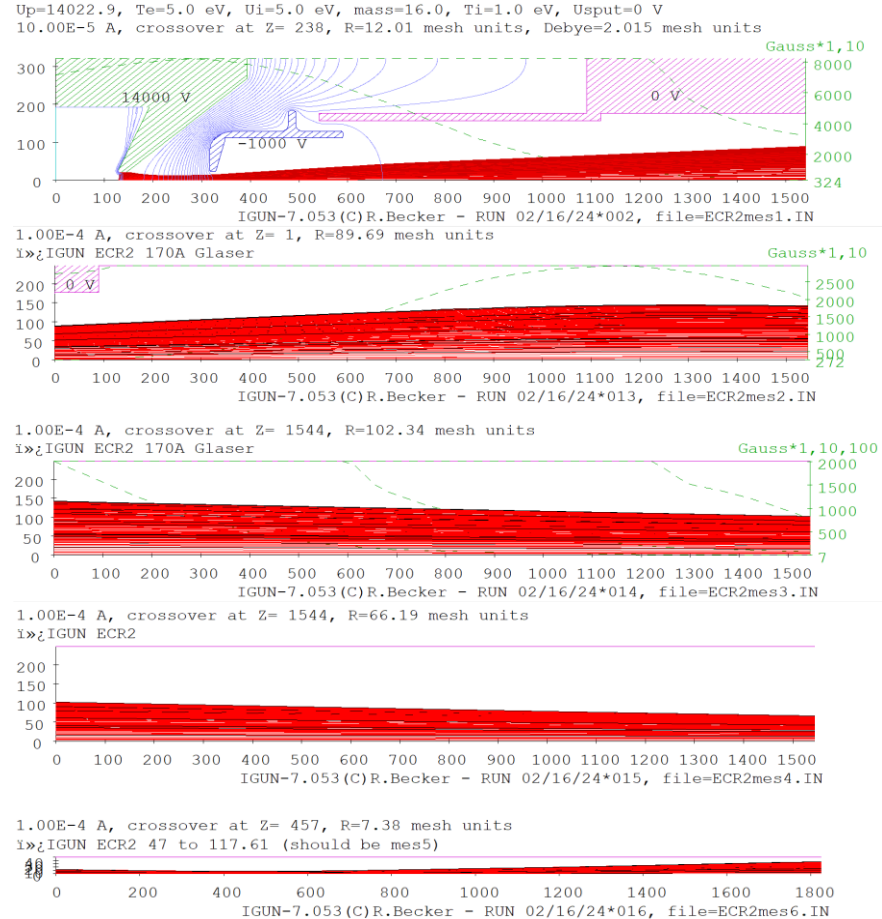 Up=14022.9, Te=5.0 eV, Ui=5.0 eV, mass=16.0, Ti=1.0 eV, Usput=0 V
10.00E-5 A, crossover at Z= 238, R=12.01 mesh units, Debye=2.015 mesh units
Gauss*1,10
300
200
100
0
14000 V
-1000 V
0 V
8000
6000
4000
2000
324
0 100 200 300 400 500 600 700 800 900 1000 1100 1200 1300 1400 1500
IGUN-7.053(C)R.Becker - RUN 02/16/24*002, file=ECR2mes1.IN
1.00E-4 A, crossover at Z= 1, R=89.69 mesh units
ï»¿IGUN ECR2 170A Glaser
Gauss*1,10
200
150
100
50
0
0 V
2500
2000
1500
1000
500
272
0 100 200 300 400 500 600 700 800 900 1000 1100 1200 1300 1400 1500
IGUN-7.053(C)R.Becker - RUN 02/16/24*013, file=ECR2mes2.IN
1.00E-4 A, crossover at Z= 1544, R=102.34 mesh units
ï»¿IGUN ECR2 170A Glaser
Gauss*1,10,100
200
150
100
50
0
2000
1500
1000
500
7
0 100 200 300 400 500 600 700 800 900 1000 1100 1200 1300 1400 1500
IGUN-7.053(C)R.Becker - RUN 02/16/24*014, file=ECR2mes3.IN
1.00E-4 A, crossover at Z= 1544, R=66.19 mesh units
ï»¿IGUN ECR2
200
150
100
50
0
0 100 200 300 400 500 600 700 800 900 1000 1100 1200 1300 1400 1500
IGUN-7.053(C)R.Becker - RUN 02/16/24*015, file=ECR2mes4.IN
1.00E-4 A, crossover at Z= 457, R=7.38 mesh units
ï»¿IGUN ECR2 47 to 117.61 (should be mes5)
0 200 400 600 800 1000 1200 1400 1600 1800
IGUN-7.053(C)R.Becker - RUN 02/16/24*016, file=ECR2mes6.IN